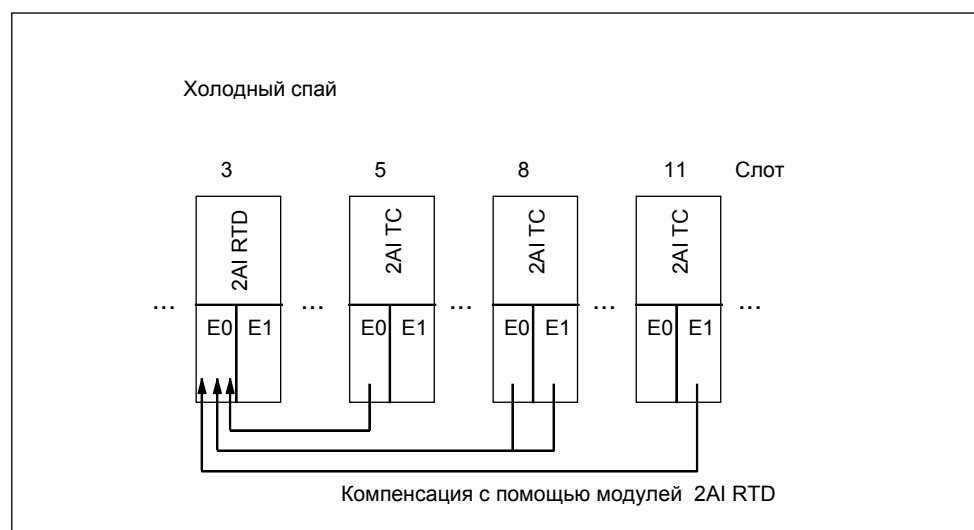 Холодный спай
3 5 8 11 Слот
2AI RTD 2AI TC 2AI TC 2AI TC
... ... ... ... ...
E0 E1 E0 E1 E0 E1 E0 E1
Компенсация с помощью модулей 2AI RTD